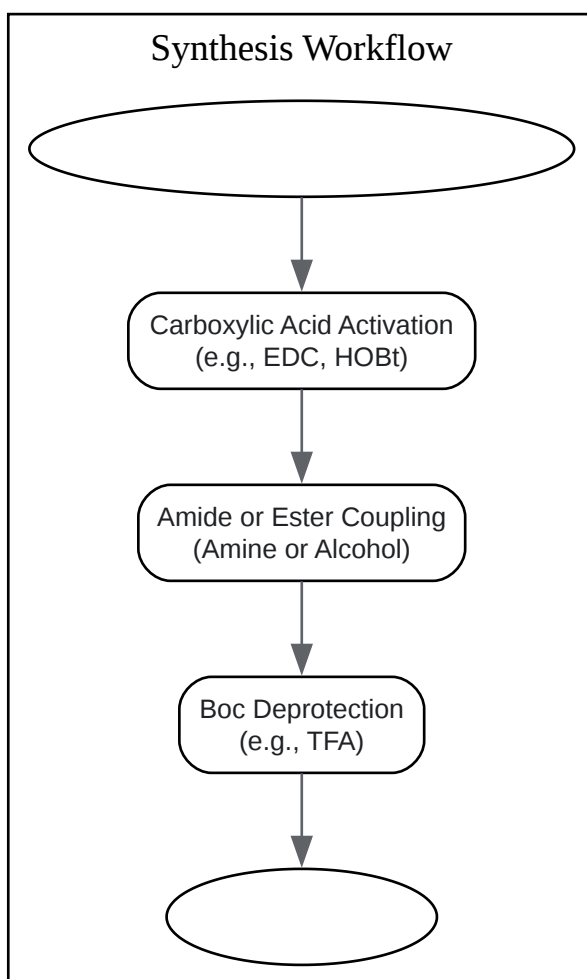 Synthesis Workflow
Carboxylic Acid Activation
(e.g., EDC, HOBt)
Amide or Ester Coupling
(Amine or Alcohol)
Boc Deprotection
(e.g., TFA)